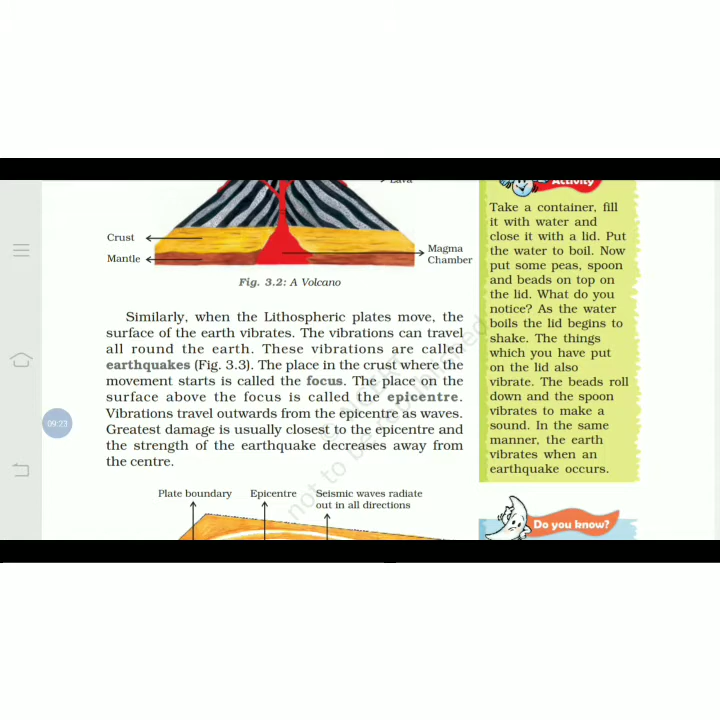 Lava
Crust
Mantle
Magma
Chamber
Fig. 3.2: A Volcano
Similarly, when the Lithospheric plates move, the
surface of the earth vibrates. The vibrations can travel
all round the earth. These vibrations are called
earthquakes (Fig. 3.3). The place in the crust where the
movement starts is called the focus. The place on the
surface above the focus is called the epicentre.
Vibrations travel outwards from the epicentre as waves.
Greatest damage is usually closest to the epicentre and
the strength of the earthquake decreases away from
the centre.
Plate boundary
Epicentre
Seismic waves radiate
out in all directions
Activity
Take a container, fill
it with water and
close it with a lid. Put
the water to boil. Now
put some peas, spoon
and beads on top on
the lid. What do you
notice? As the water
boils the lid begins to
shake. The things
which you have put
on the lid also
vibrate. The beads roll
down and the spoon
vibrates to make a
sound. In the same
manner, the earth
vibrates when an
earthquake occurs.
Do you know?
09:23
not to be republished